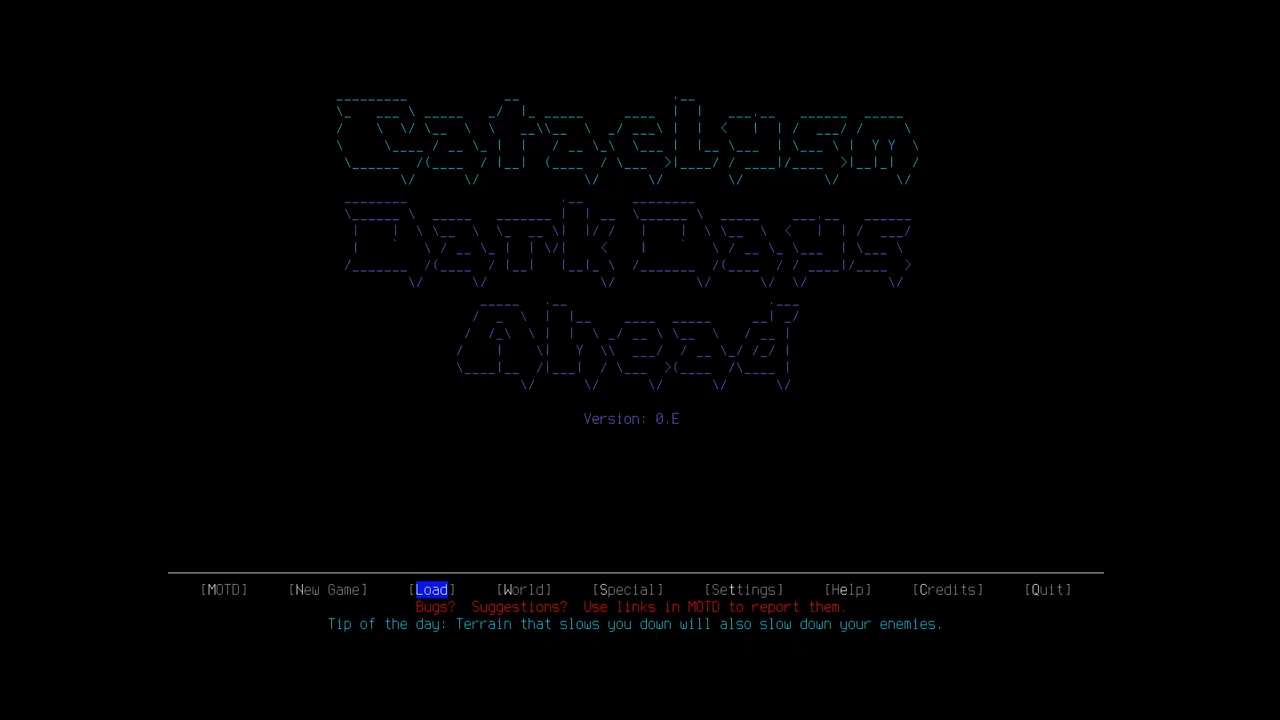 Cataclysm
Dark Days
Ahead
Version: 0.E
[MOTD] [New Game] [Load] [World] [Special] [Settings] [Help] [Credits] [Quit]
Bugs? Suggestions? Use links in MOTD to report them.
Tip of the day: Terrain that slows you down will also slow down your enemies.